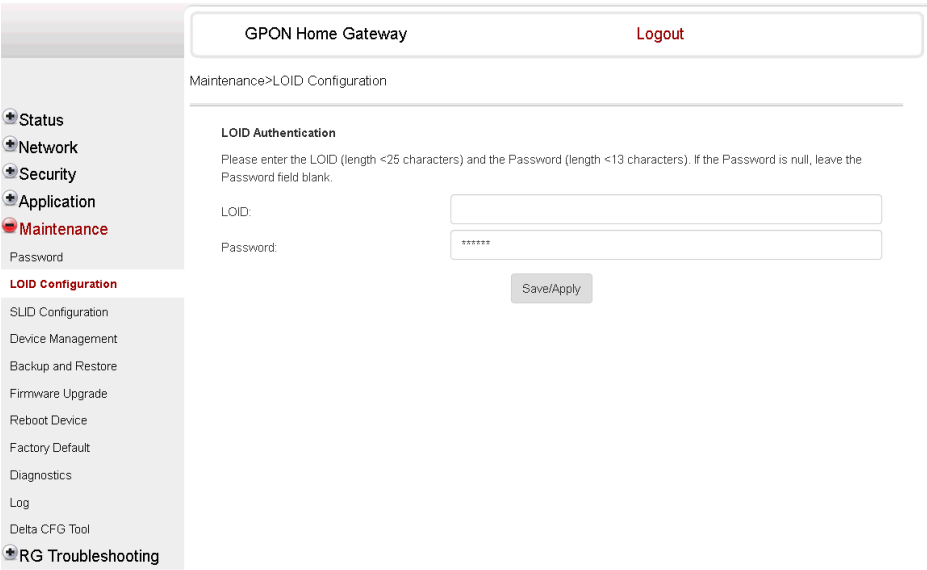 GPON Home Gateway
Logout
Maintenance>LOID Configuration
Status
Network
Security
Application
Maintenance
Password
LOID Configuration
SLID Configuration
Device Management
Backup and Restore
Firmware Upgrade
Reboot Device
Factory Default
Diagnostics
Log
Delta CFG Tool
RG Troubleshooting
LOID Authentication
Please enter the LOID (length <25 characters) and the Password (length <13 characters). If the Password is null, leave the
Password field blank.
LOID:
Password:
******
Save/Apply